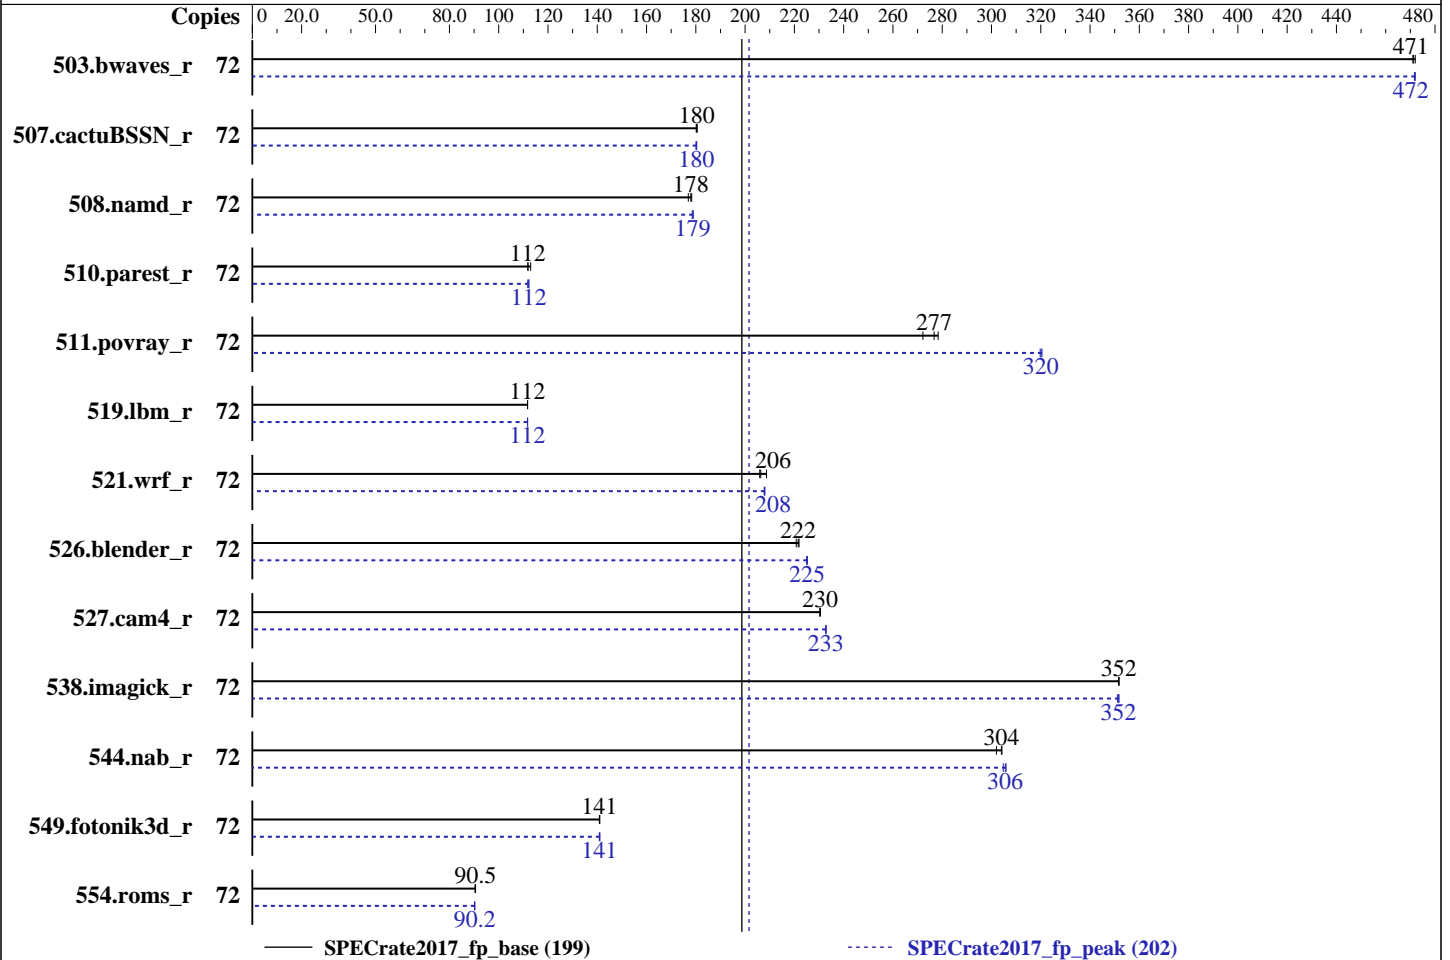 Copies 0 20.0 50.0 80.0 100 120 140 160 180 200 220 240 260 280 300 320 340 360 380 400 420 440 480
503.bwaves_r 72 471
472
507.cactuBSSN_r 72 180
180
508.namd_r 72 178
179
510.parest_r 72 112
112
511.povray_r 72 277
320
519.lbm_r 72 112
112
521.wrf_r 72 206
208
526.blender_r 72 222
225
527.cam4_r 72 230
233
538.imagick_r 72 352
352
544.nab_r 72 304
306
549.fotonik3d_r 72 141
141
554.roms_r 72 90.5
90.2
SPECrate2017_fp_base (199) SPECrate2017_fp_peak (202)